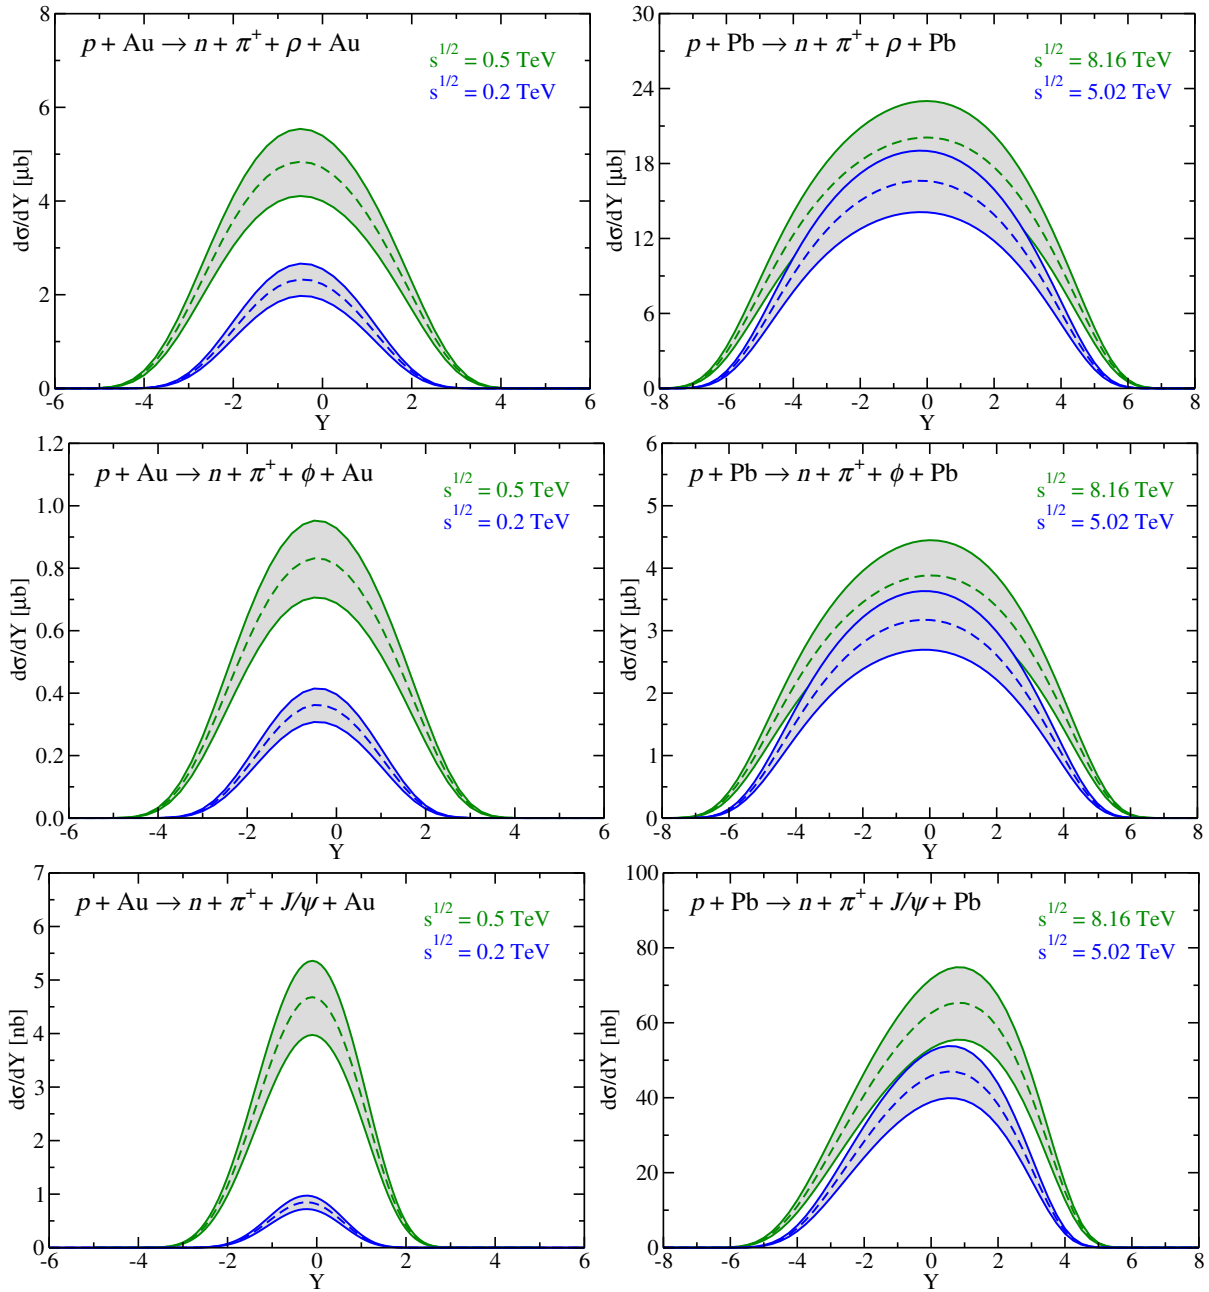 p + Au → n + π⁺ + ρ + Au
s^1/2 = 0.5 TeV
s^1/2 = 0.2 TeV
dσ/dY [μb]
8
6
4
2
0
-6 -4 -2 0 2 4 6
Y
p + Pb → n + π⁺ + ρ + Pb
s^1/2 = 8.16 TeV
s^1/2 = 5.02 TeV
dσ/dY [μb]
30
24
18
12
6
0
-8 -6 -4 -2 0 2 4 6 8
Y
p + Au → n + π⁺ + ϕ + Au
s^1/2 = 0.5 TeV
s^1/2 = 0.2 TeV
dσ/dY [μb]
1.2
1.0
0.8
0.6
0.4
0.2
0.0
-6 -4 -2 0 2 4 6
Y
p + Pb → n + π⁺ + ϕ + Pb
s^1/2 = 8.16 TeV
s^1/2 = 5.02 TeV
dσ/dY [μb]
6
5
4
3
2
1
0
-8 -6 -4 -2 0 2 4 6 8
Y
p + Au → n + π⁺ + J/ψ + Au
s^1/2 = 0.5 TeV
s^1/2 = 0.2 TeV
dσ/dY [nb]
7
6
5
4
3
2
1
0
-6 -4 -2 0 2 4 6
Y
p + Pb → n + π⁺ + J/ψ + Pb
s^1/2 = 8.16 TeV
s^1/2 = 5.02 TeV
dσ/dY [nb]
100
80
60
40
20
0
-8 -6 -4 -2 0 2 4 6 8
Y